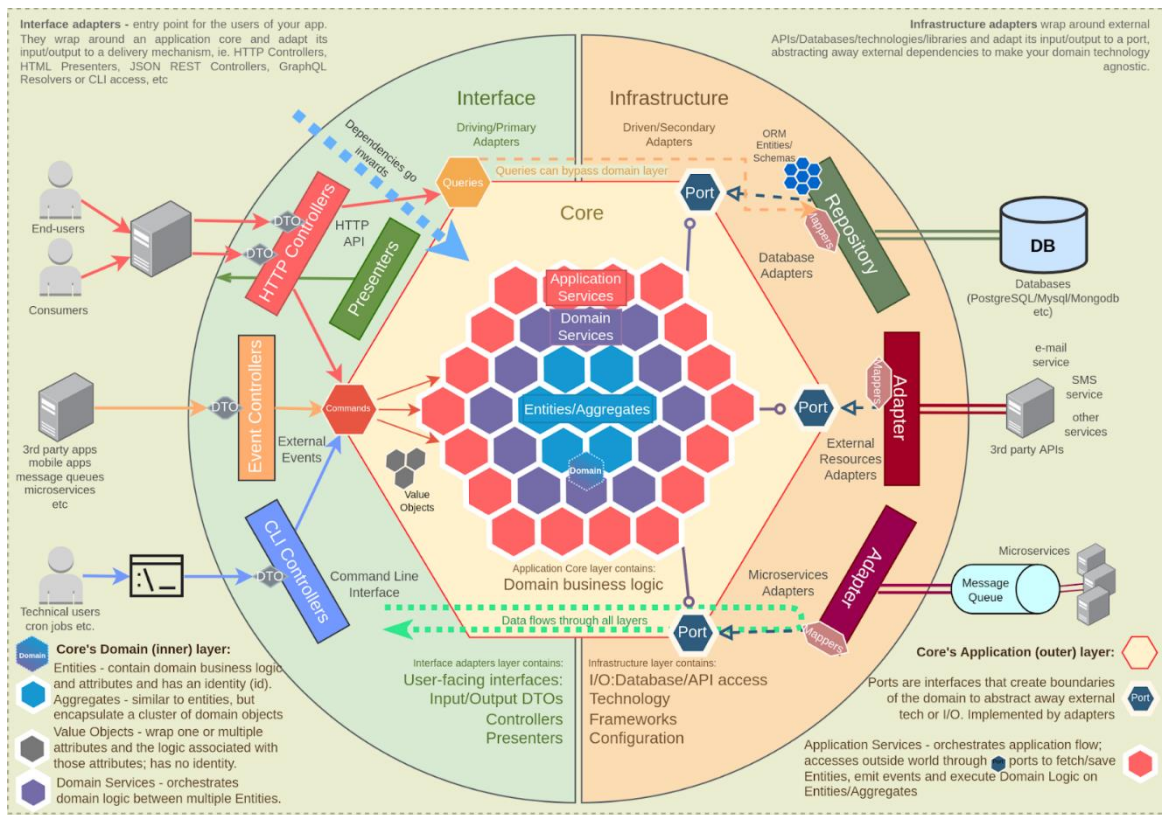 Interface adapters - entry point for the users of your app.
They wrap around an application core and adapt its
input/output to a delivery mechanism, ie. HTTP Controllers,
HTML Presenters, JSON REST Controllers, GraphQL
Resolvers or CLI access, etc
Infrastructure adapters wrap around external
APIs/Databases/technologies/libraries and adapt its input/output to a port,
abstracting away external dependencies to make your domain technology
agnostic.
Interface
Driving/Primary
Adapters
Infrastructure
Driven/Secondary
Adapters
ORM
Entities/
Schemas
Dependencies go
inwards
Queries
Queries can bypass domain layer
Port
Mappers
Repository
Core
End-users
Consumers
DTO
DTO
HTTP Controllers
HTTP
API
Presenters
Database
Adapters
DB
Databases
(PostgreSQL/Mysql/Mongodb
etc)
Application
Services
Domain
Services
Entities/Aggregates
Domain
3rd party apps
mobile apps
message queues
microservices
etc
DTO
Event Controllers
External
Events
Commands
Value
Objects
Port
Mappers
Adapter
External
Resources
Adapters
e-mail
service
SMS
service
other
services
3rd party APIs
Technical users
cron jobs etc.
:\_
DTO
CLI Controllers
Command Line
Interface
Application Core layer contains:
Domain business logic
Data flows through all layers
Port
Microservices
Adapters
Mappers
Adapter
Message
Queue
Microservices
Interface adapters layer contains:
User-facing interfaces:
Input/Output DTOs
Controllers
Presenters
Infrastructure layer contains:
I/O:Database/API access
Technology
Frameworks
Configuration
Core's Domain (inner) layer:
Domain
Entities - contain domain business logic
and attributes and has an identity (id).
Aggregates - similar to entities, but
encapsulate a cluster of domain objects
Value Objects - wrap one or multiple
attributes and the logic associated with
those attributes; has no identity.
Domain Services - orchestrates
domain logic between multiple Entities.
Core's Application (outer) layer:
Ports are interfaces that create boundaries
of the domain to abstract away external
tech or I/O. Implemented by adapters
Port
Application Services - orchestrates application flow;
accesses outside world through Port ports to fetch/save
Entities, emit events and execute Domain Logic on
Entities/Aggregates